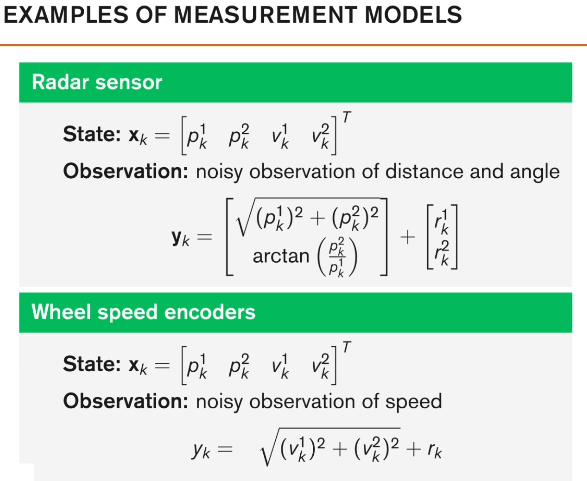 EXAMPLES OF MEASUREMENT MODELS
Radar sensor
State: x_k = [p_k^1 p_k^2 v_k^1 v_k^2]^T
Observation: noisy observation of distance and angle
y_k = [√((p_k^1)^2 + (p_k^2)^2) ; arctan(p_k^2 / p_k^1)] + [r_k^1 ; r_k^2]
Wheel speed encoders
State: x_k = [p_k^1 p_k^2 v_k^1 v_k^2]^T
Observation: noisy observation of speed
y_k = √((v_k^1)^2 + (v_k^2)^2) + r_k